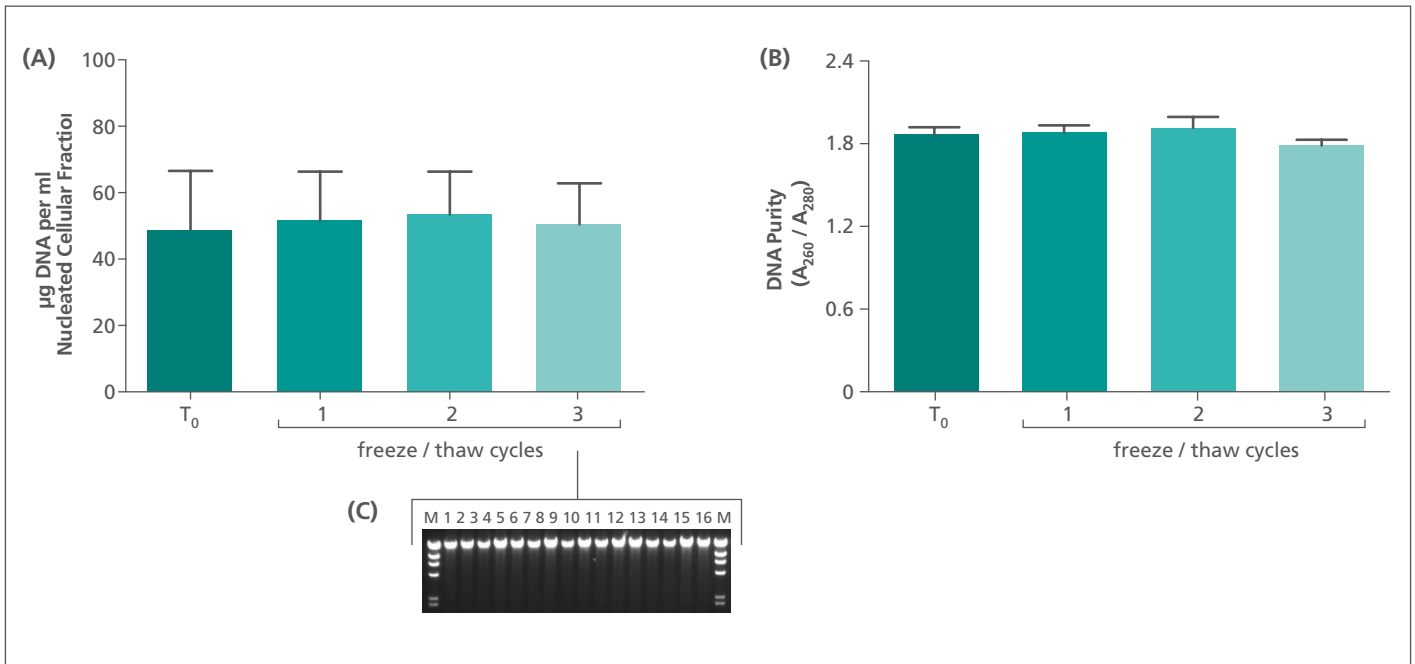 (A)
µg DNA per ml
Nucleated Cellular Fraction
100
80
60
40
20
0
T0
1
2
3
freeze / thaw cycles
(B)
DNA Purity
(A260 / A280)
2.4
1.8
1.2
0.6
0
T0
1
2
3
freeze / thaw cycles
(C)
M 1 2 3 4 5 6 7 8 9 10 11 12 13 14 15 16 M